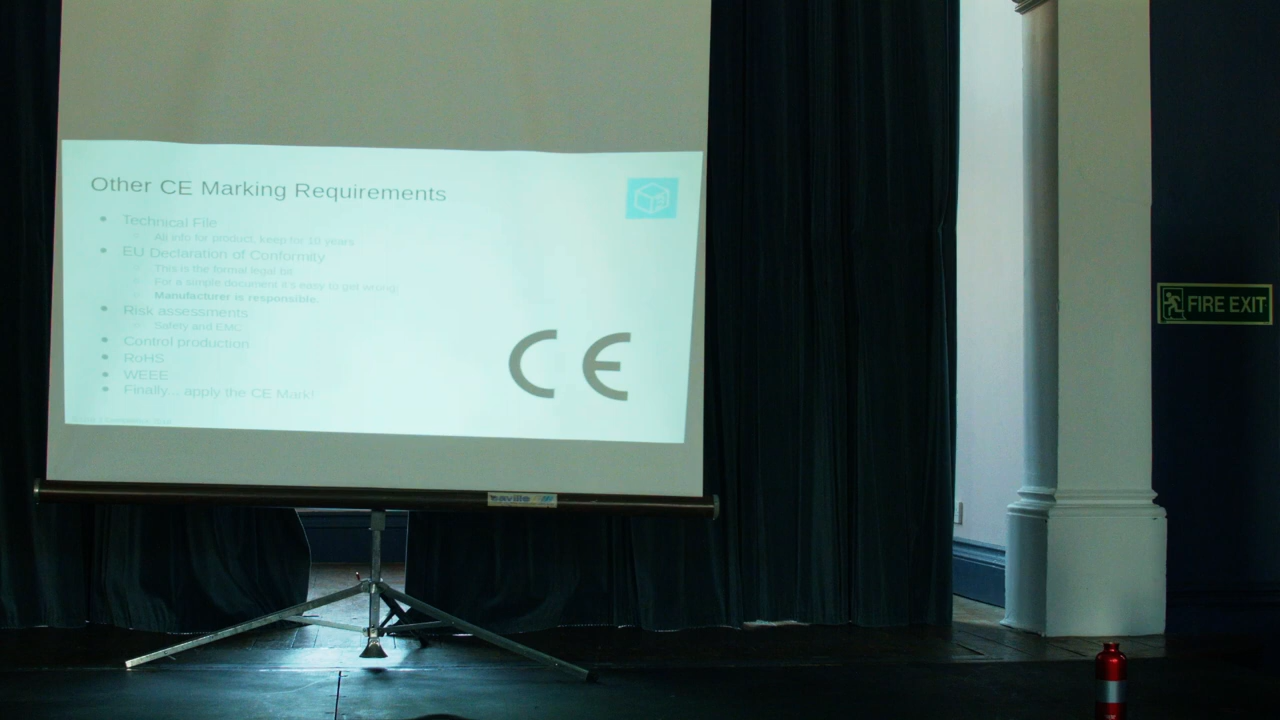 Other CE Marking Requirements
Technical File
All info for product, keep for 10 years
EU Declaration of Conformity
This is the formal legal bit
For a simple document it's easy to get wrong.
Manufacturer is responsible.
Risk assessments
Safety and EMC
Control production
RoHS
WEEE
Finally... apply the CE Mark!
CE
FIRE EXIT
saville